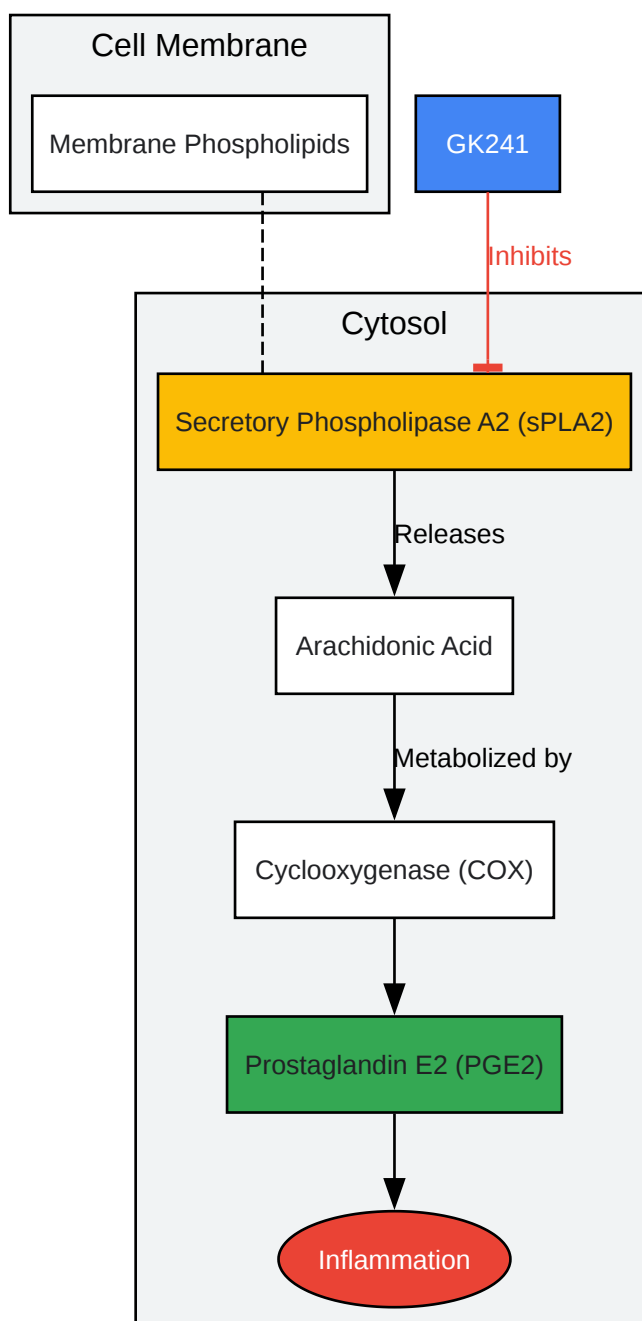 Cell Membrane
Membrane Phospholipids
GK241
Inhibits
Cytosol
Secretory Phospholipase A2 (sPLA2)
Releases
Arachidonic Acid
Metabolized by
Cyclooxygenase (COX)
Prostaglandin E2 (PGE2)
Inflammation